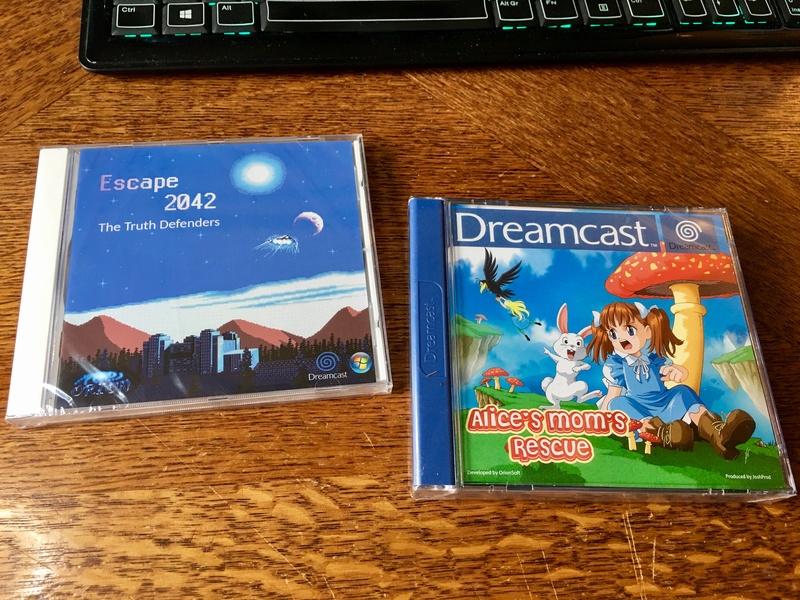 Ctrl
Alt
Alt Gr
Fn
Ctrl
Escape
2042
The Truth Defenders
Dreamcast
Dreamcast™
Dreamcast
Dreamcast
Alice's Mom's
Rescue
Developed by OrionSoft
Produced by JoshProd